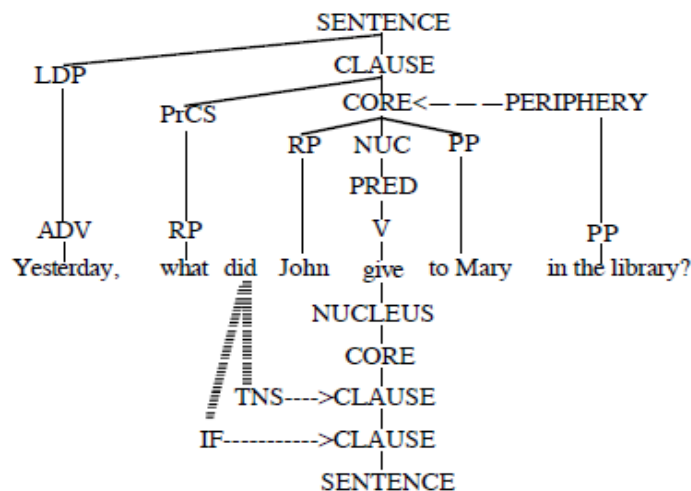 SENTENCE
LDP CLAUSE
PrCS CORE<- - -PERIPHERY
RP NUC PP
PRED
ADV RP V PP
Yesterday, what did John give to Mary in the library?
NUCLEUS
CORE
TNS---->CLAUSE
IF----------->CLAUSE
SENTENCE